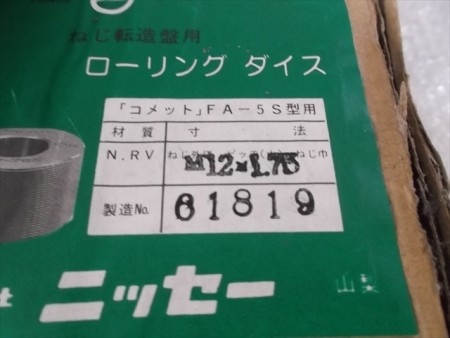 ねじ転造盤用
ローリング ダイス
「コメット」FA－5S型用
材質 寸法
N.RV M12×1.75
製造No. 61819
ニッセー
山梨